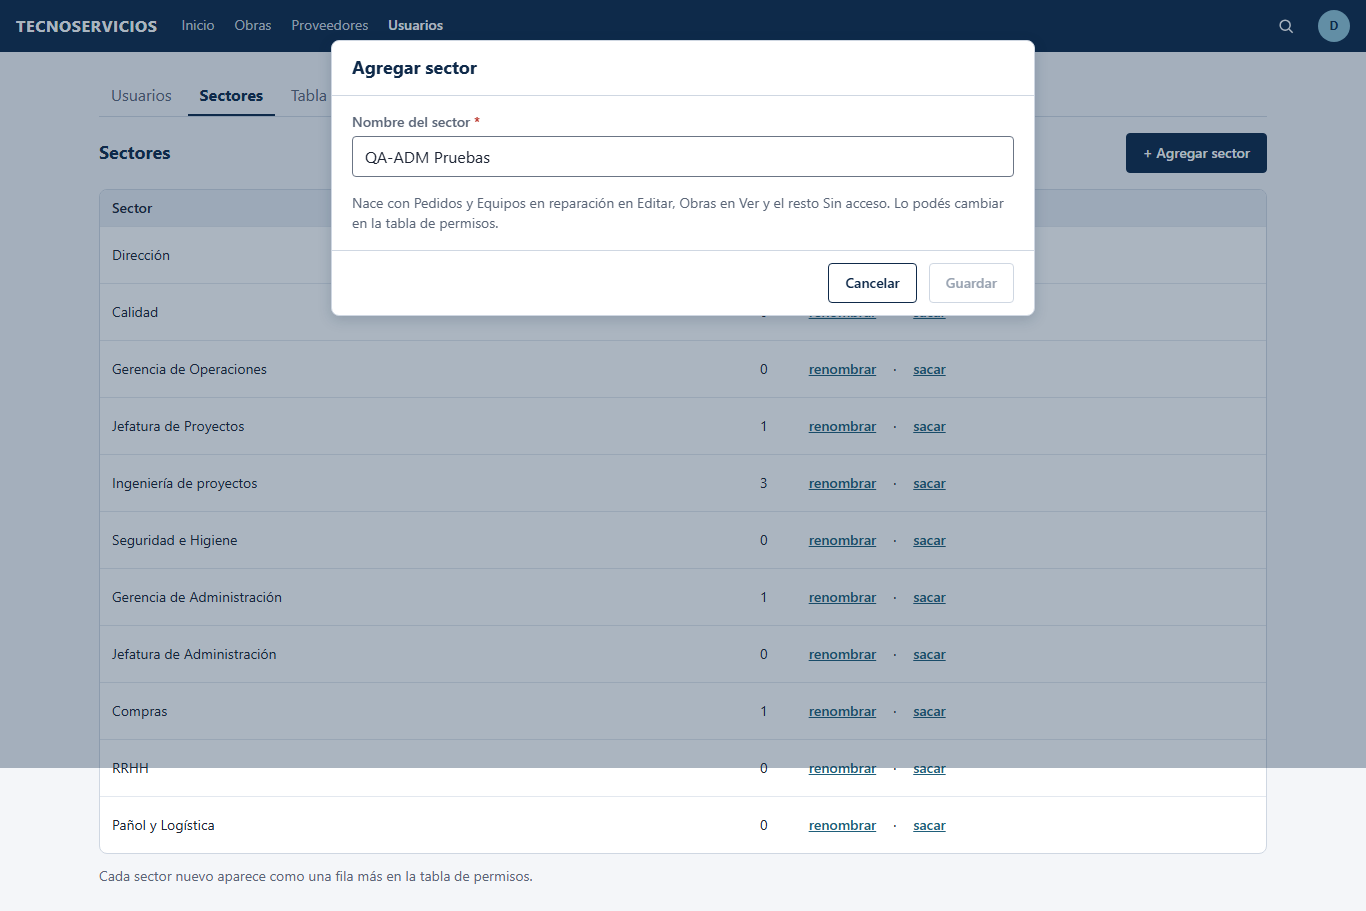 TECNOSERVICIOS Inicio Obras Proveedores Usuarios D
Agregar sector
Usuarios Sectores Tabla
Nombre del sector *
QA-ADM Pruebas
Sectores + Agregar sector
Nace con Pedidos y Equipos en reparación en Editar, Obras en Ver y el resto Sin acceso. Lo podés cambiar
en la tabla de permisos.
Cancelar Guardar
Sector
Dirección
Calidad renombrar sacar
Gerencia de Operaciones 0 renombrar · sacar
Jefatura de Proyectos 1 renombrar · sacar
Ingeniería de proyectos 3 renombrar · sacar
Seguridad e Higiene 0 renombrar · sacar
Gerencia de Administración 1 renombrar · sacar
Jefatura de Administración 0 renombrar · sacar
Compras 1 renombrar · sacar
RRHH 0 renombrar · sacar
Pañol y Logística 0 renombrar · sacar
Cada sector nuevo aparece como una fila más en la tabla de permisos.